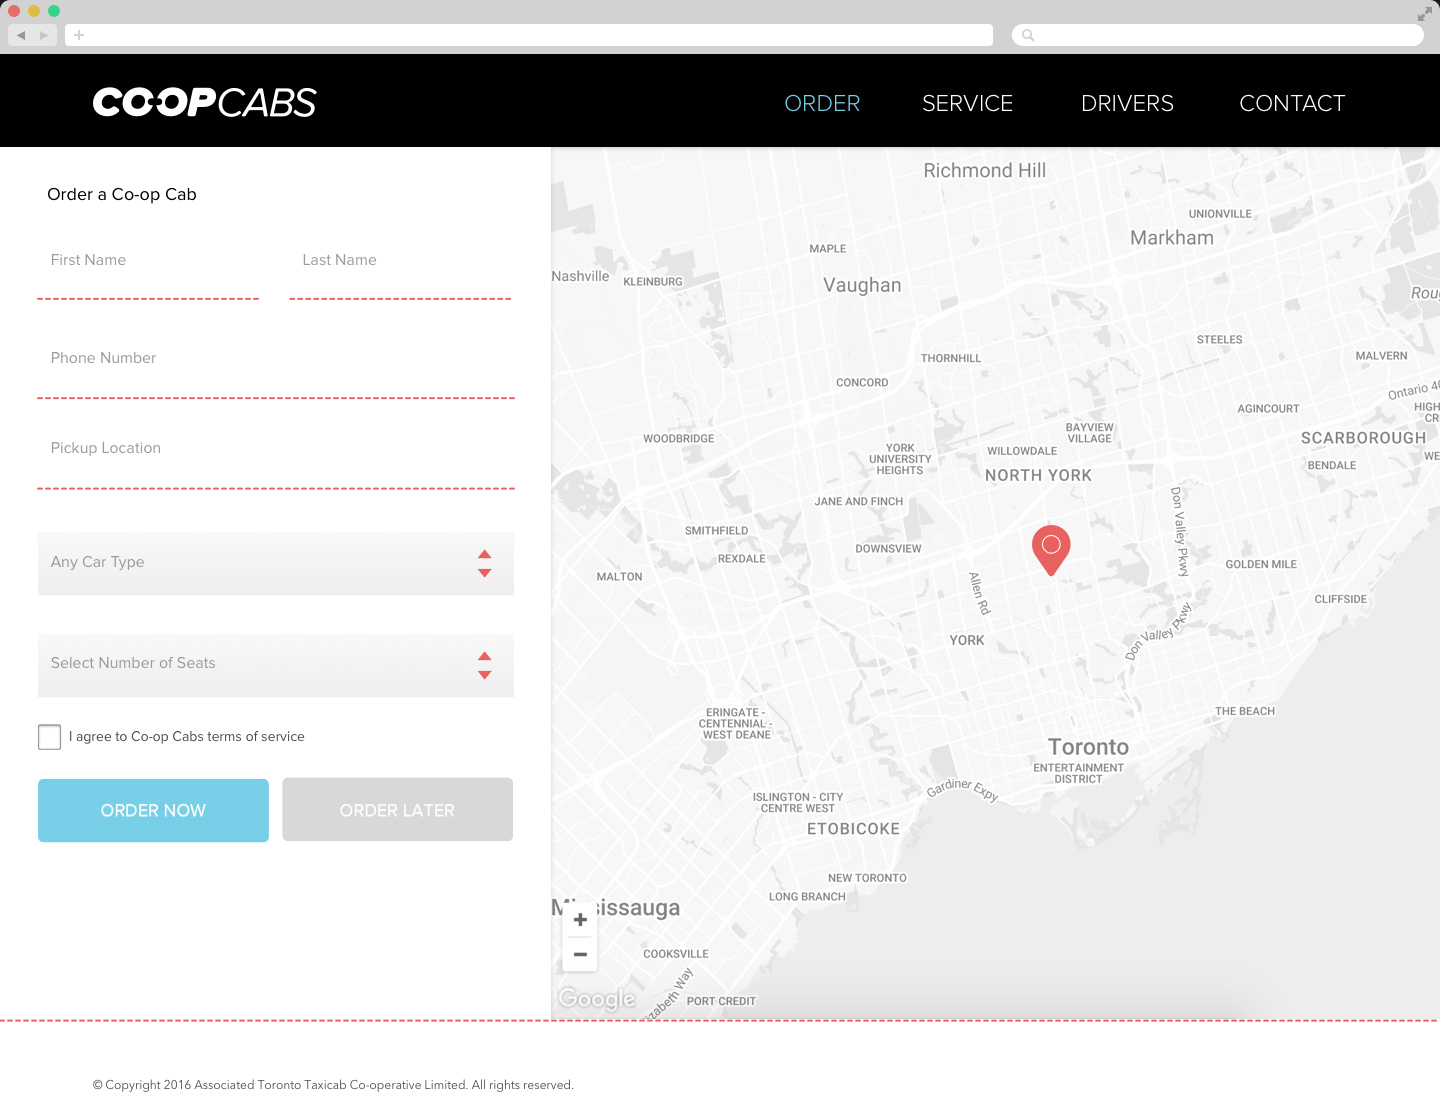 CO-OPCABS
ORDER SERVICE DRIVERS CONTACT
Order a Co-op Cab
First Name
Last Name
Phone Number
Pickup Location
Any Car Type
Select Number of Seats
I agree to Co-op Cabs terms of service
ORDER NOW
ORDER LATER
Richmond Hill
UNIONVILLE
Markham
MAPLE
Nashville
KLEINBURG
Vaughan
Roug
STEELES
THORNHILL
MALVERN
CONCORD
Ontario 40
HIGH
CR
AGINCOURT
BAYVIEW
VILLAGE
WOODBRIDGE
SCARBOROUGH
YORK
UNIVERSITY
HEIGHTS
WILLOWDALE
WE
BENDALE
NORTH YORK
JANE AND FINCH
Don Valley Pkwy
SMITHFIELD
DOWNSVIEW
REXDALE
GOLDEN MILE
MALTON
Allen Rd
CLIFFSIDE
YORK
Don Valley Pkwy
ERINGATE -
CENTENNIAL -
WEST DEANE
THE BEACH
Toronto
ENTERTAINMENT
DISTRICT
Gardiner Expy
ISLINGTON - CITY
CENTRE WEST
ETOBICOKE
NEW TORONTO
LONG BRANCH
Mississauga
COOKSVILLE
izabeth Way
PORT CREDIT
Google
© Copyright 2016 Associated Toronto Taxicab Co-operative Limited. All rights reserved.